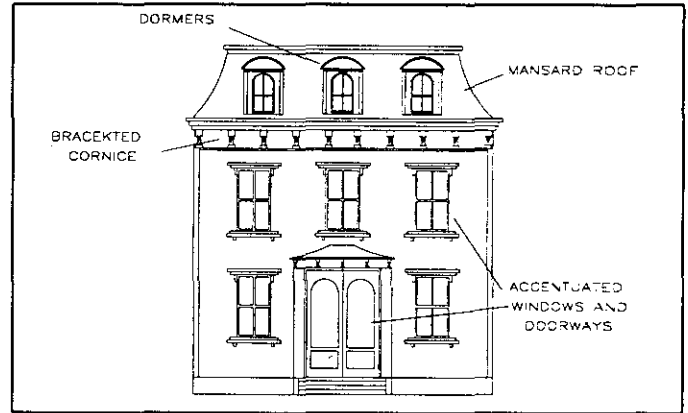 DORMERS
MANSARD ROOF
BRACEKTED
CORNICE
ACCENTUATED
WINDOWS AND
DOORWAYS